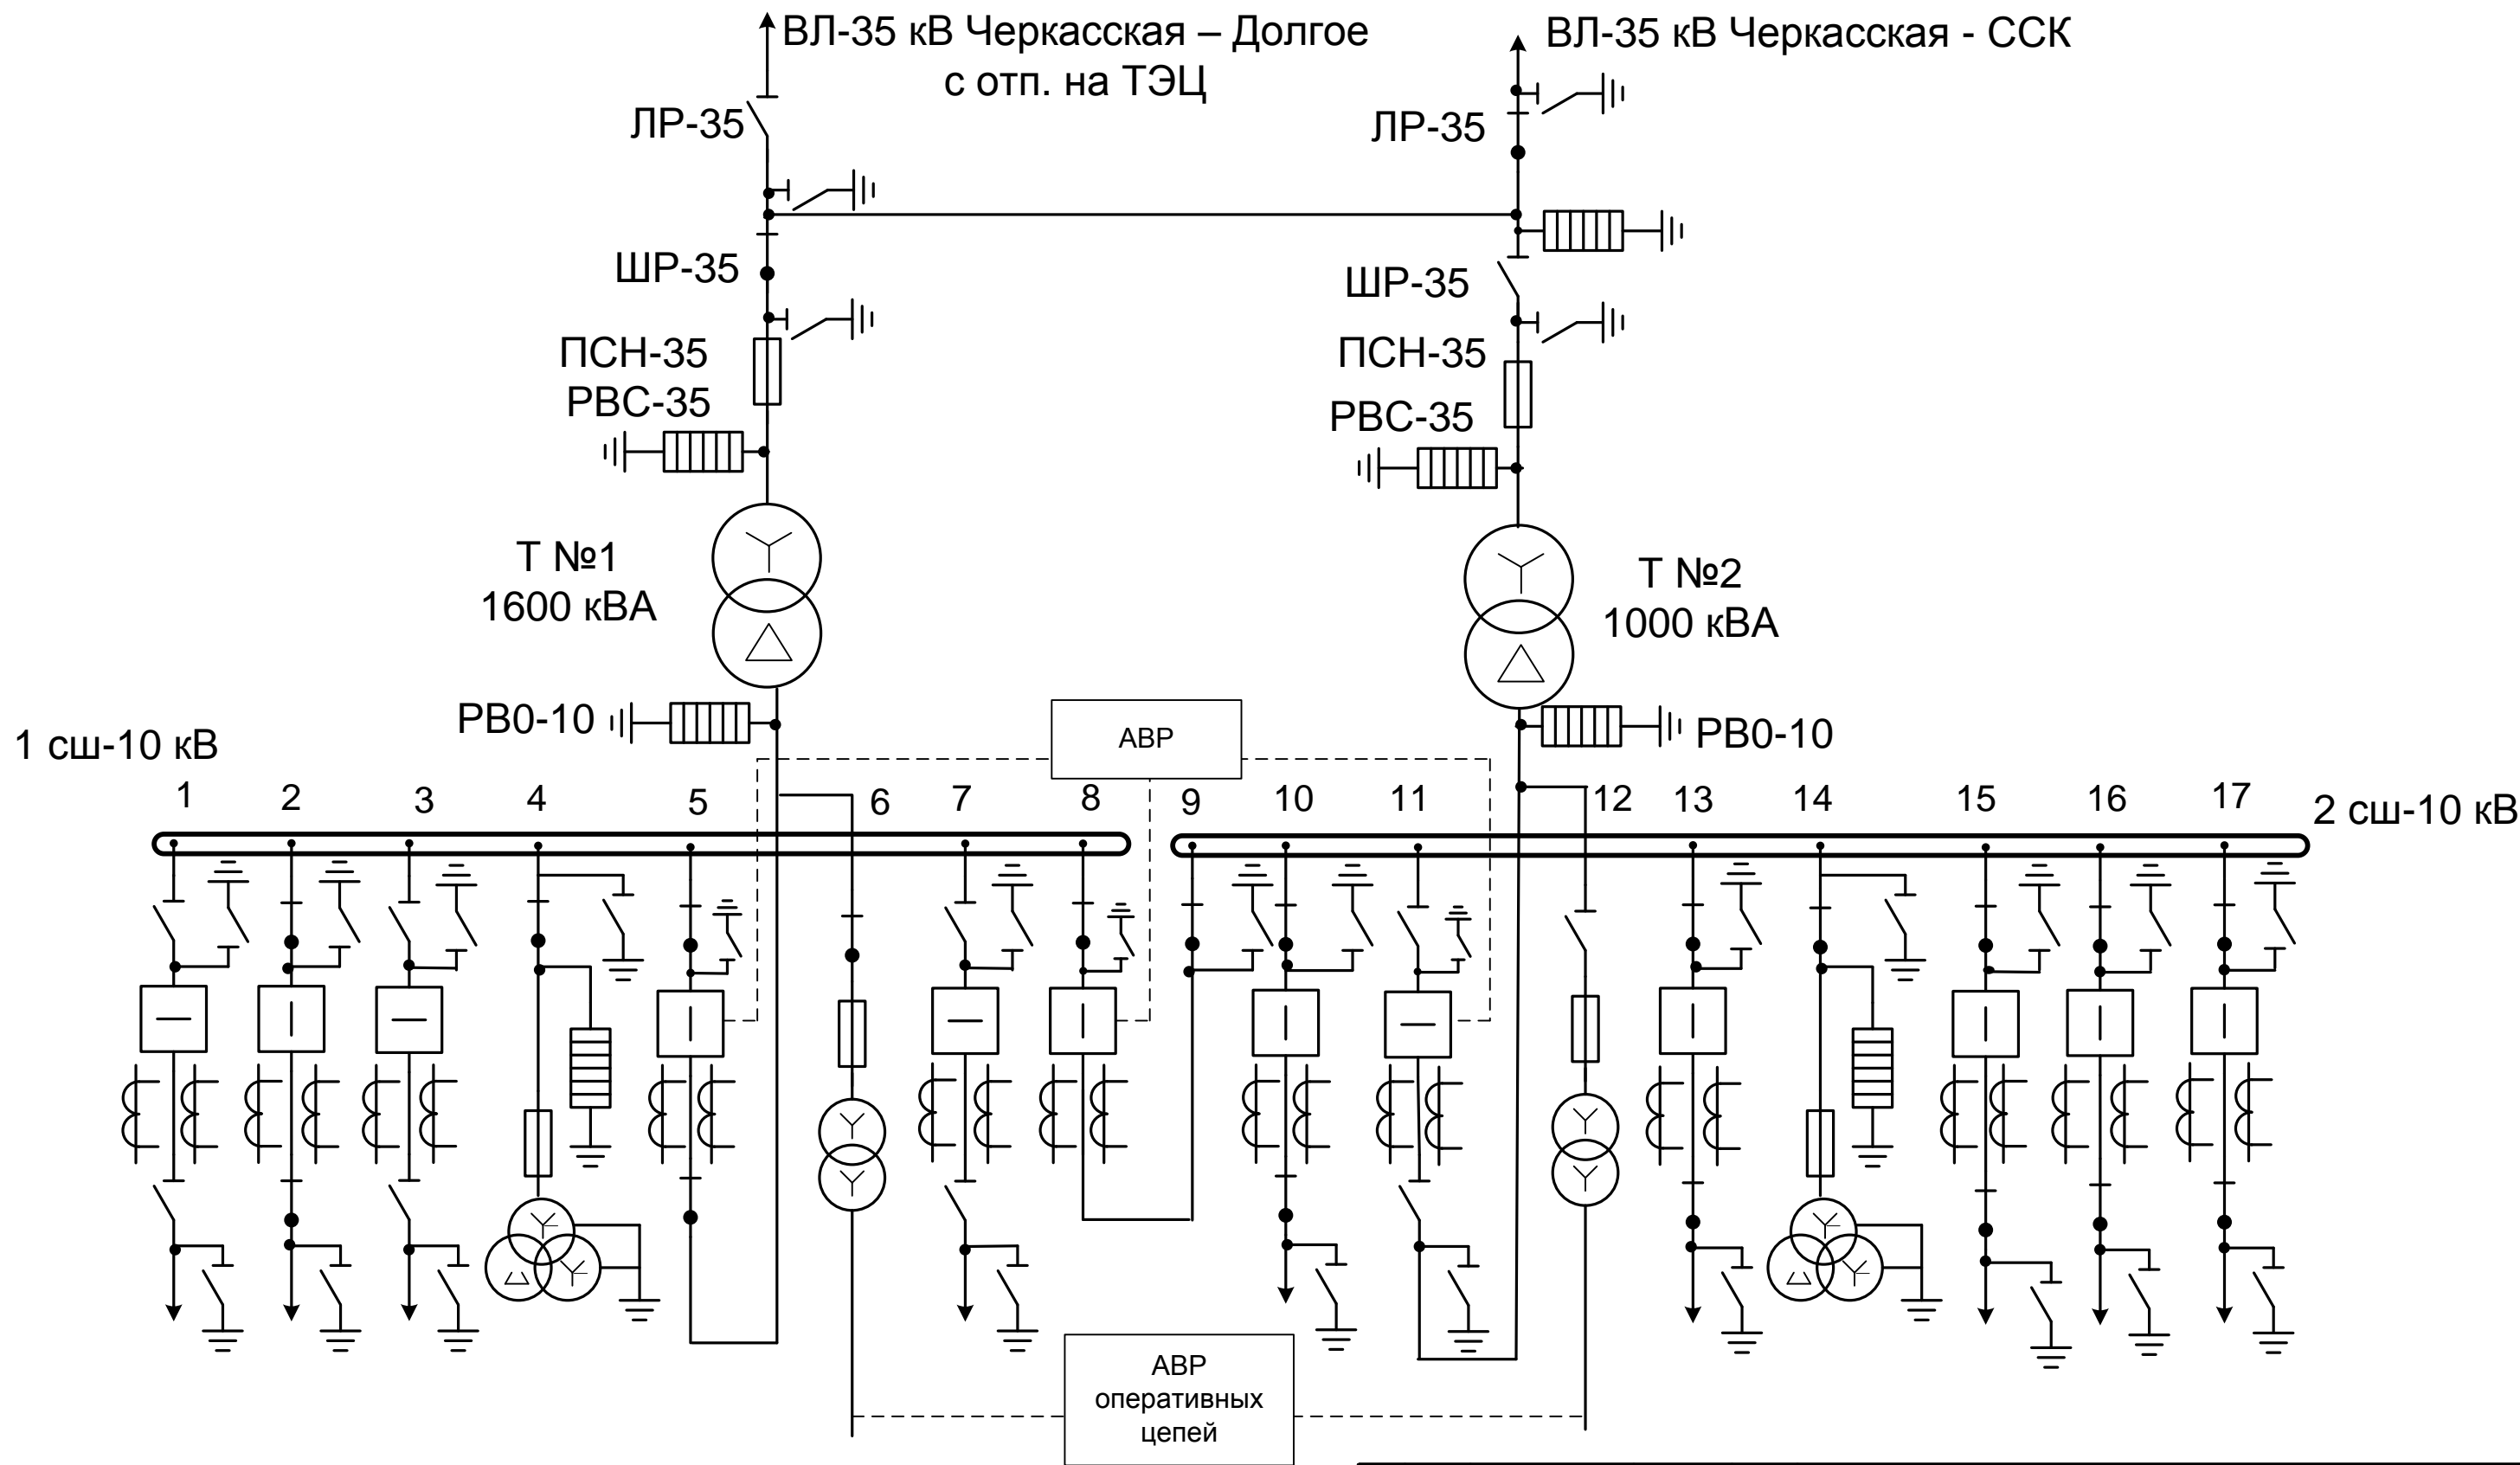 ВЛ-35 кВ Черкасская – Долгое
с отп. на ТЭЦ
ВЛ-35 кВ Черкасская - ССК
ЛР-35
ЛР-35
ШР-35
ШР-35
ПСН-35
РВС-35
ПСН-35
РВС-35
Т №1
1600 кВА
Т №2
1000 кВА
РВ0-10
АВР
РВ0-10
1 сш-10 кВ
1 2 3 4 5 6 7 8 9 10 11 12 13 14 15 16 17
2 сш-10 кВ
АВР
оперативных
цепей